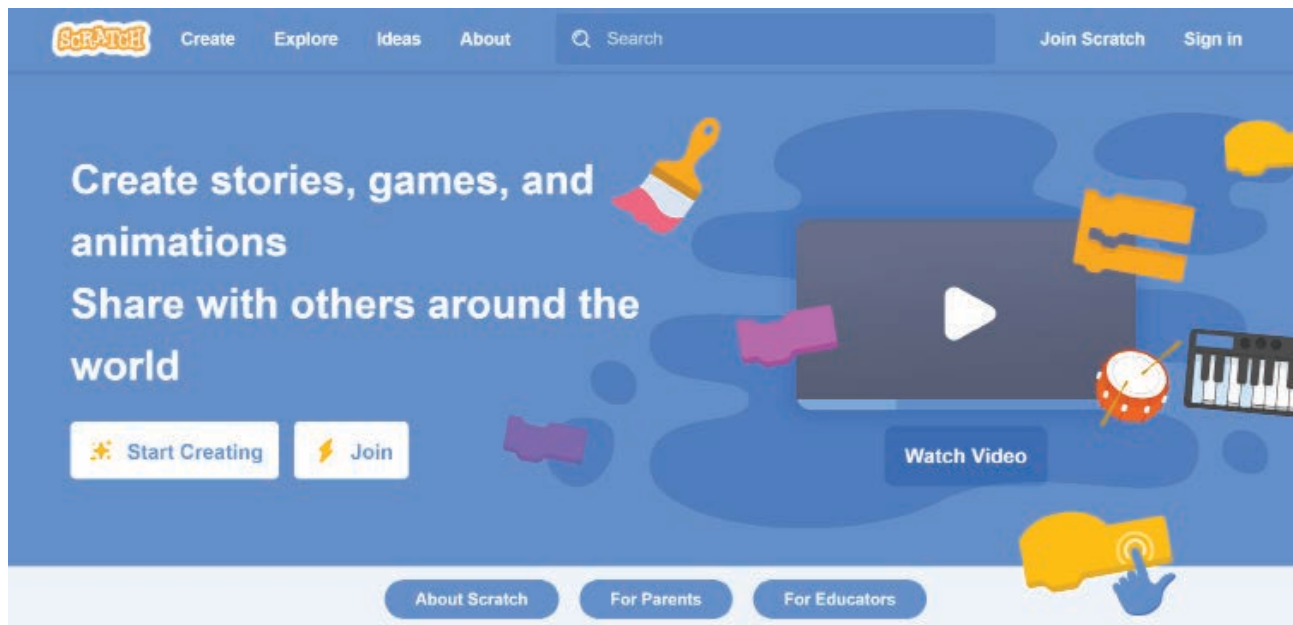 SCRATCH Create Explore Ideas About Search Join Scratch Sign in
Create stories, games, and
animations
Share with others around the
world
Start Creating Join
Watch Video
About Scratch For Parents For Educators